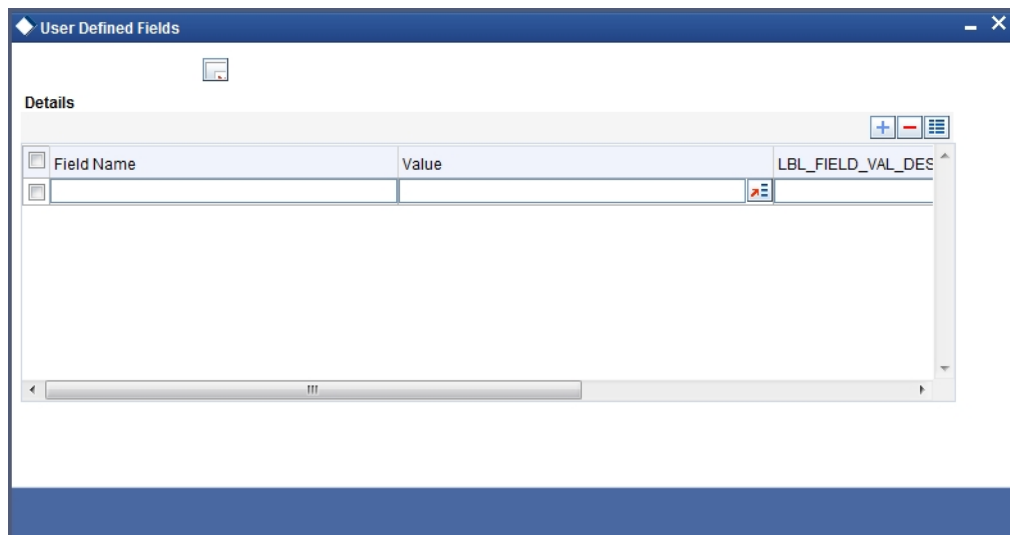 User Defined Fields
Details
Field Name Value LBL_FIELD_VAL_DES